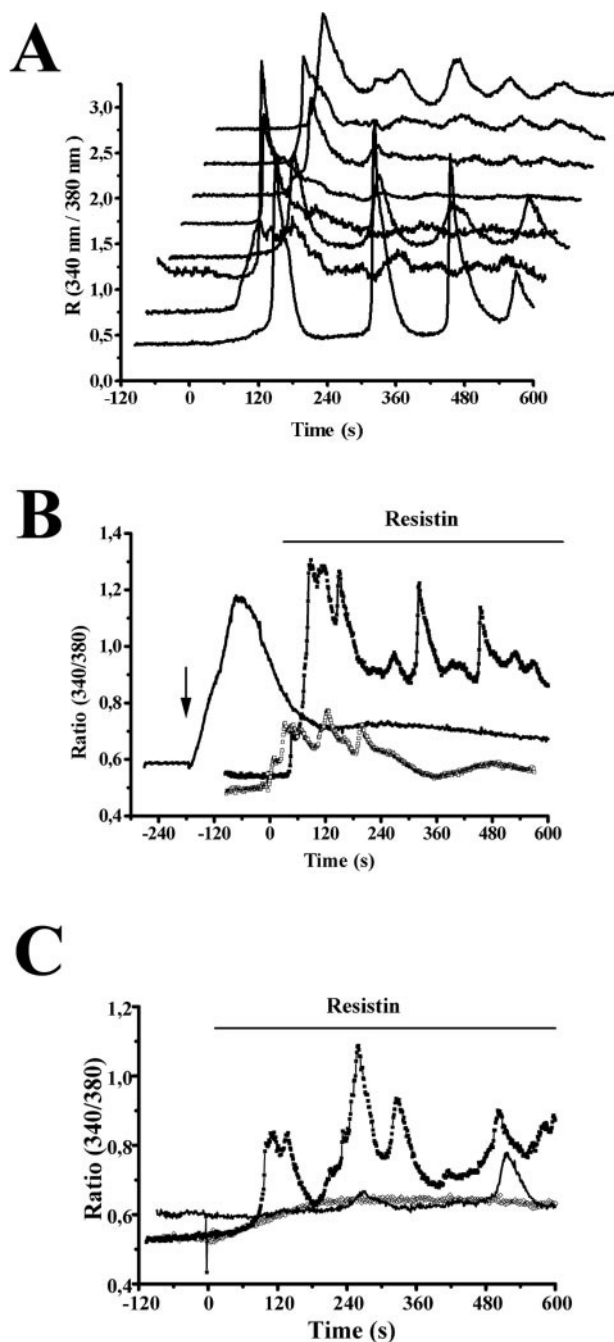 A
R (340 nm / 380 nm)
3,0
2,5
2,0
1,5
1,0
0,5
0,0
-120 0 120 240 360 480 600
Time (s)
B
Resistin
Ratio (340/380)
1,4
1,2
1,0
0,8
0,6
0,4
-240 -120 0 120 240 360 480 600
Time (s)
C
Resistin
Ratio (340/380)
1,2
1,0
0,8
0,6
0,4
-120 0 120 240 360 480 600
Time (s)